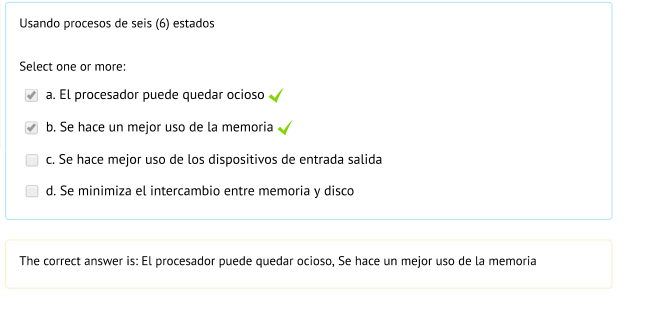 Usando procesos de seis (6) estados
Select one or more:
a. El procesador puede quedar ocioso
b. Se hace un mejor uso de la memoria
c. Se hace mejor uso de los dispositivos de entrada salida
d. Se minimiza el intercambio entre memoria y disco
The correct answer is: El procesador puede quedar ocioso, Se hace un mejor uso de la memoria